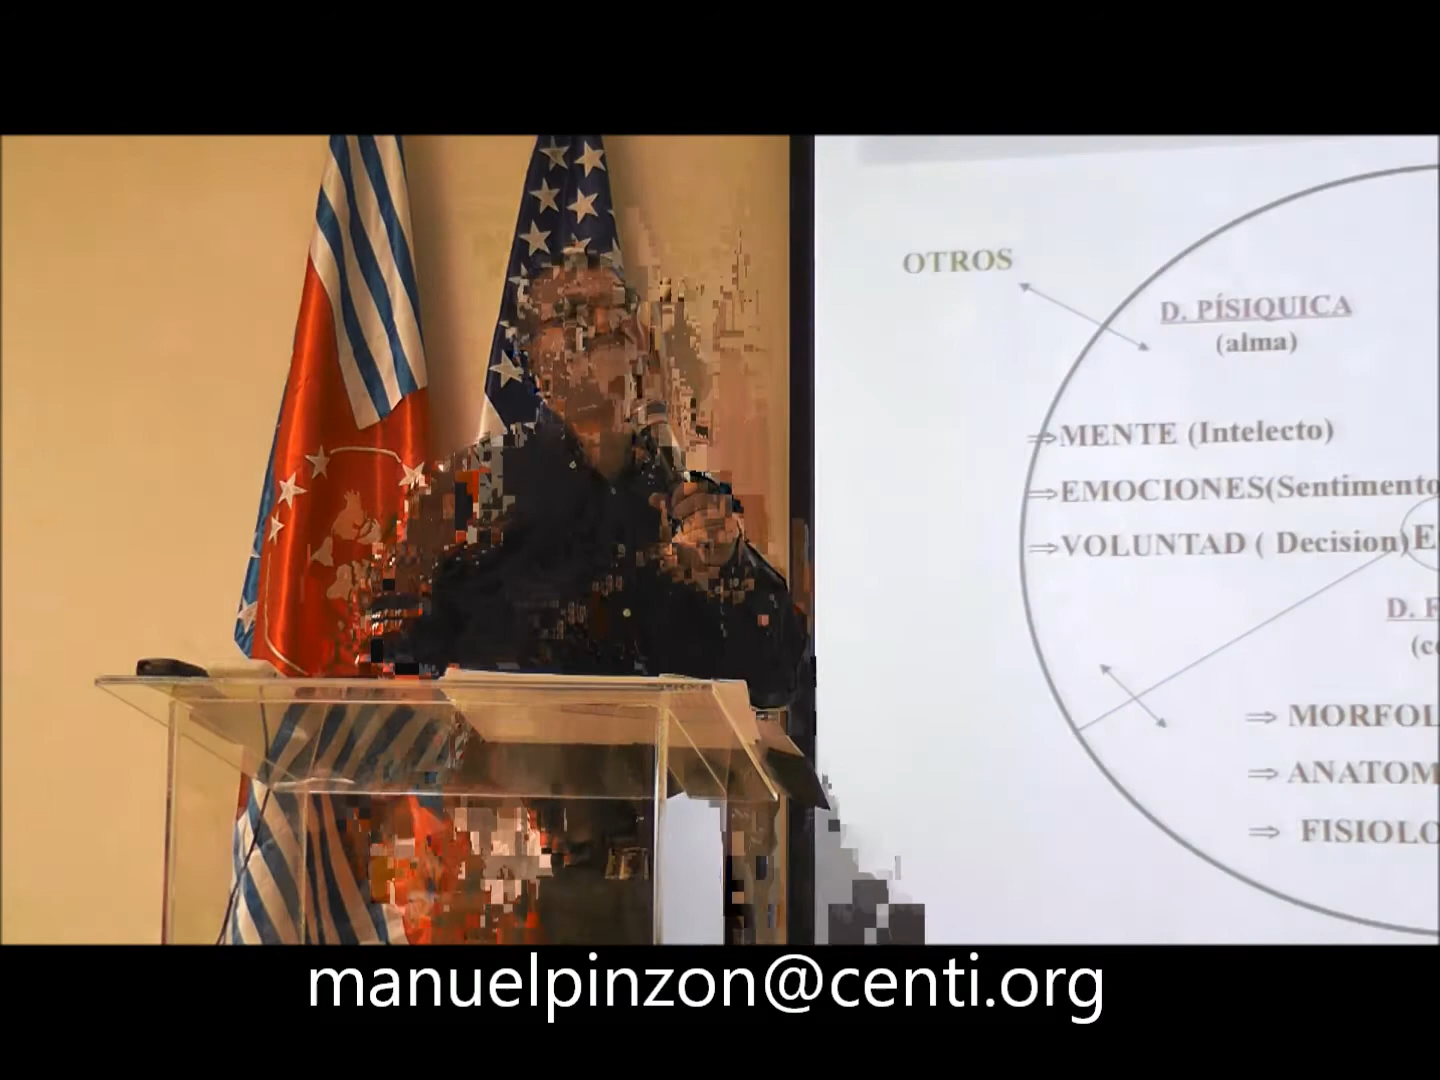 OTROS
D. PÍSIQUICA
(alma)
⇒MENTE (Intelecto)
⇒EMOCIONES(Sentimento
⇒VOLUNTAD ( Decision)
E
D. F
(c
⇒ MORFOL
⇒ ANATOM
⇒ FISIOLO
manuelpinzon@centi.org